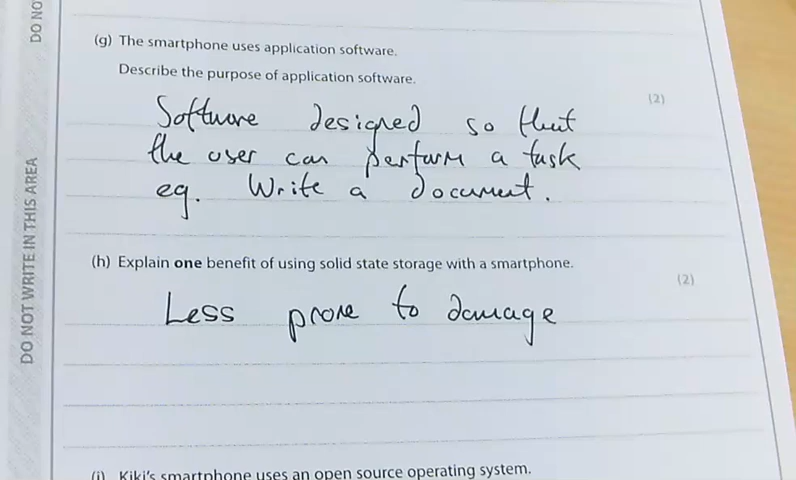 DO NO
(g) The smartphone uses application software.
Describe the purpose of application software.
(2)
Software designed so that
the user can perform a task
eg. Write a document.
DO NOT WRITE IN THIS AREA
(h) Explain one benefit of using solid state storage with a smartphone.
(2)
Less prone to damage
(i) Kiki's smartphone uses an open source operating system.